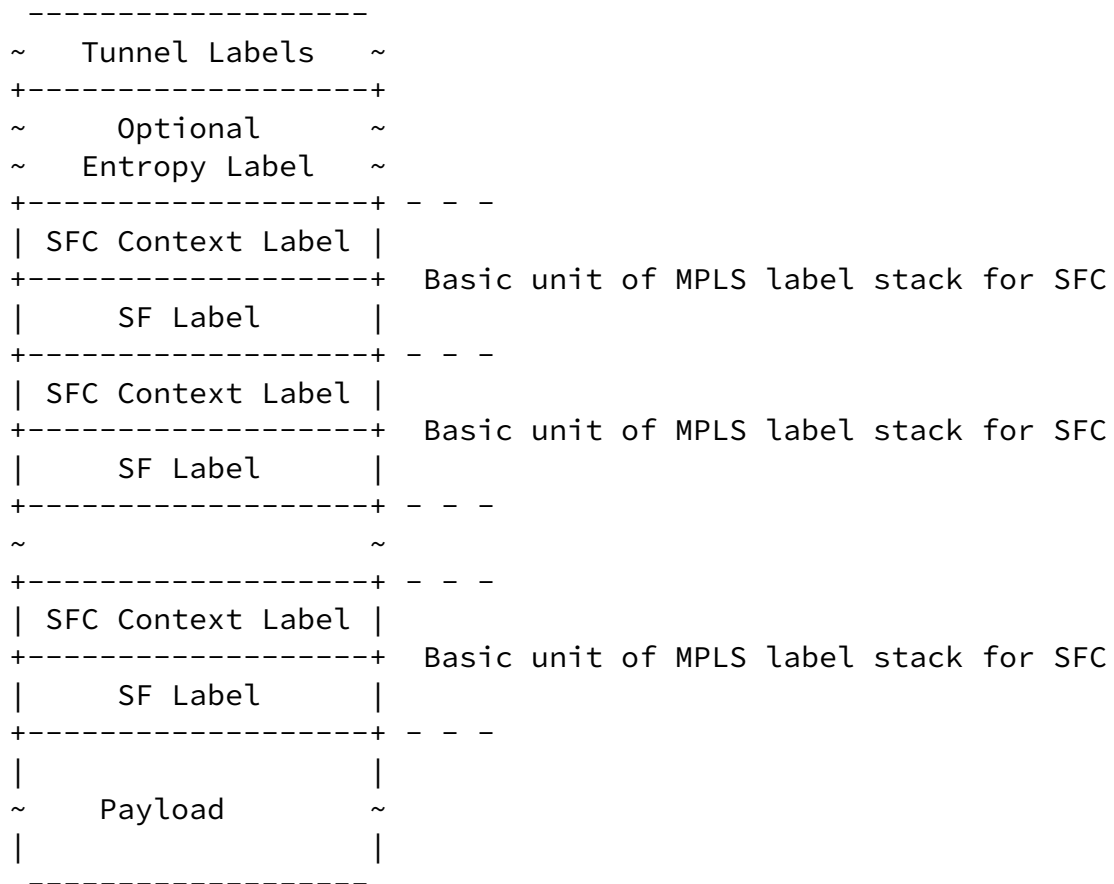 -------------------
~   Tunnel Labels   ~
+-------------------+
~     Optional      ~
~   Entropy Label   ~
+-------------------+ - - -
| SFC Context Label |
+-------------------+  Basic unit of MPLS label stack for SFC
|     SF Label      |
+-------------------+ - - -
| SFC Context Label |
+-------------------+  Basic unit of MPLS label stack for SFC
|     SF Label      |
+-------------------+ - - -
~                   ~
+-------------------+ - - -
| SFC Context Label |
+-------------------+  Basic unit of MPLS label stack for SFC
|     SF Label      |
+-------------------+ - - -
|                   |
~    Payload        ~
|                   |
 -------------------